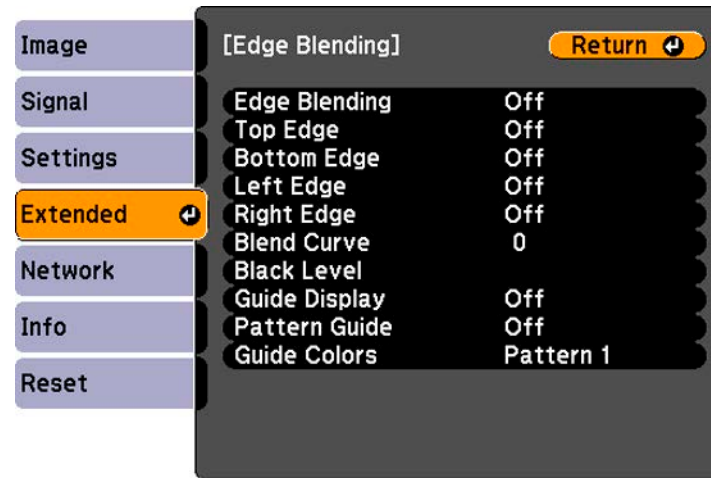 Image
Signal
Settings
Extended
Network
Info
Reset
[Edge Blending]
Return
Edge Blending Off
Top Edge Off
Bottom Edge Off
Left Edge Off
Right Edge Off
Blend Curve 0
Black Level
Guide Display Off
Pattern Guide Off
Guide Colors Pattern 1